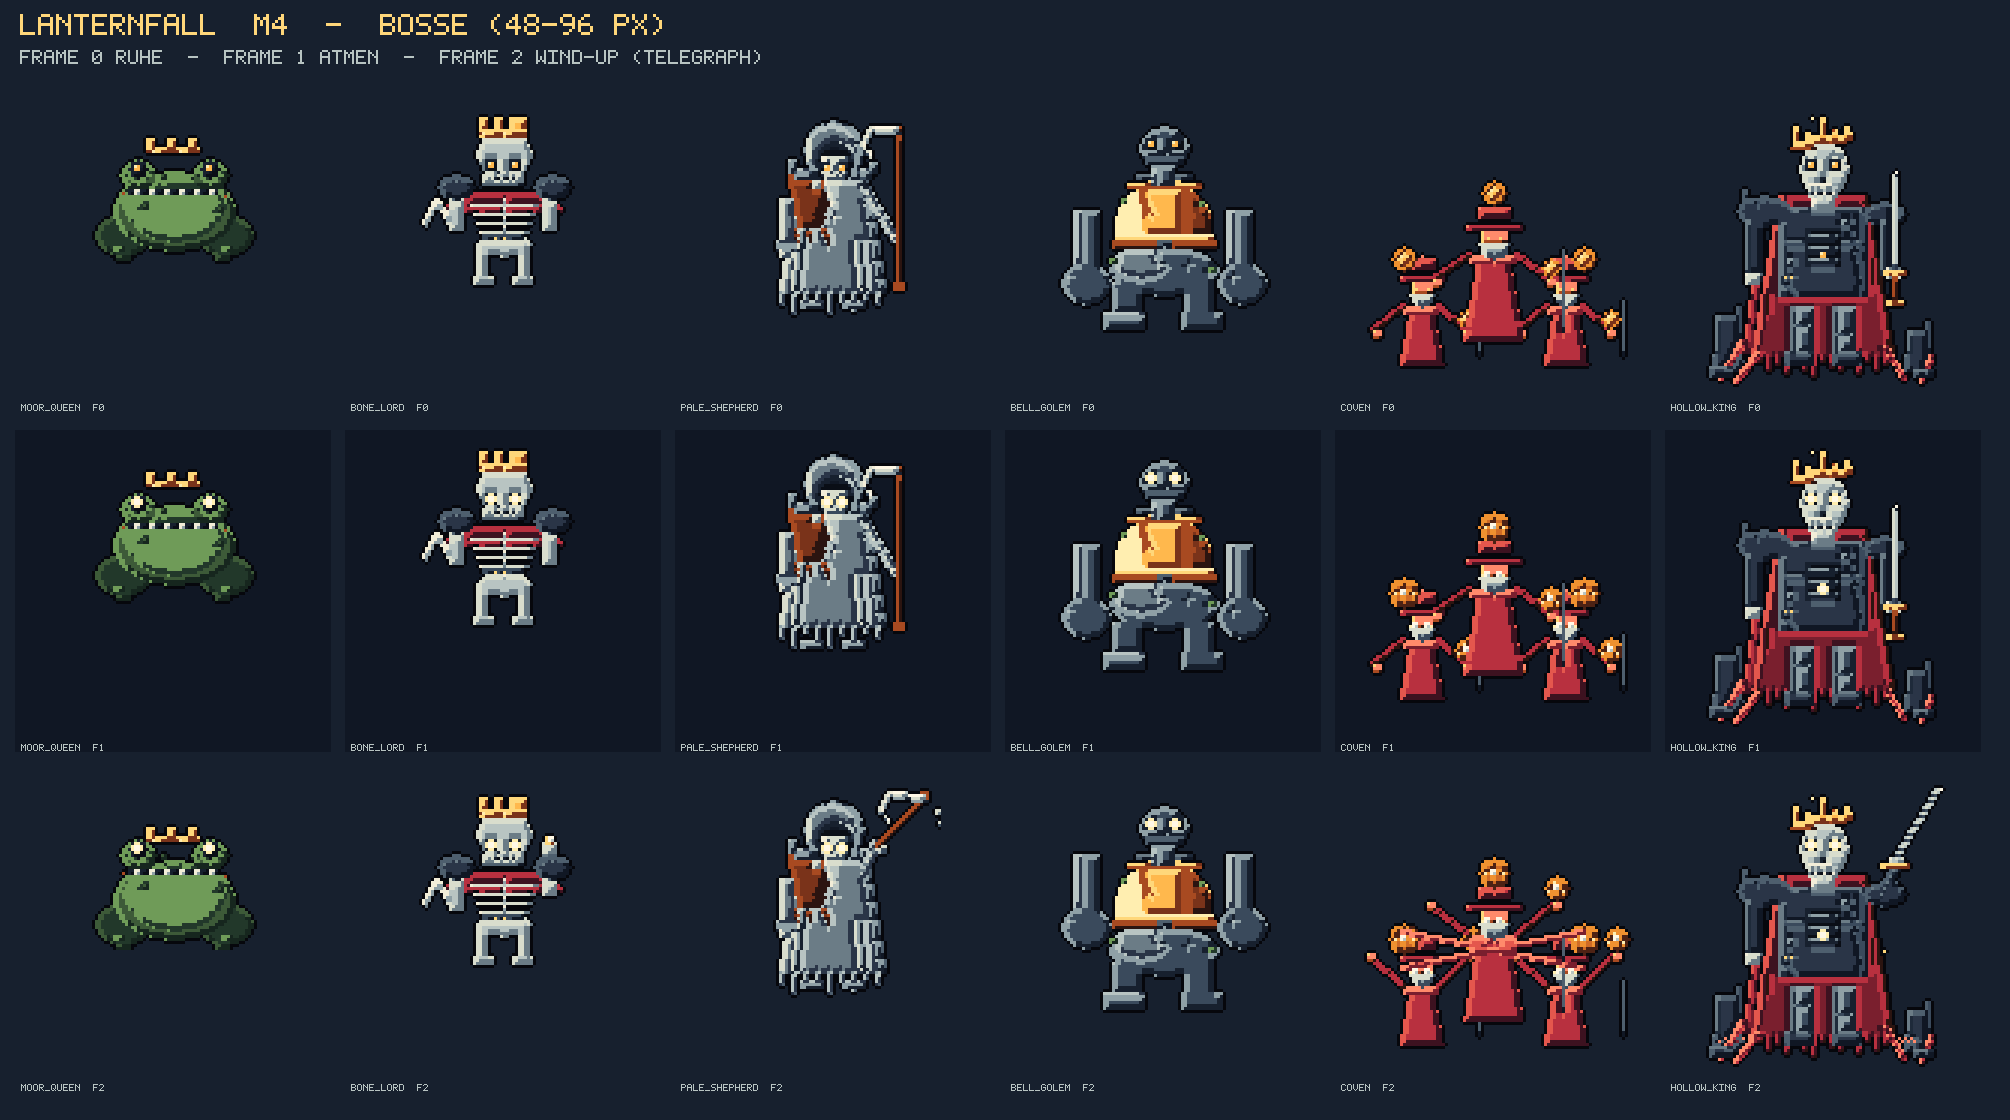 LANTERNFALL M4 - BOSSE (48-96 PX)
FRAME 0 RUHE - FRAME 1 ATMEN - FRAME 2 WIND-UP (TELEGRAPH)
MOOR_QUEEN F0 BONE_LORD F0 PALE_SHEPHERD F0 BELL_GOLEM F0 COVEN F0 HOLLOW_KING F0
MOOR_QUEEN F1 BONE_LORD F1 PALE_SHEPHERD F1 BELL_GOLEM F1 COVEN F1 HOLLOW_KING F1
MOOR_QUEEN F2 BONE_LORD F2 PALE_SHEPHERD F2 BELL_GOLEM F2 COVEN F2 HOLLOW_KING F2